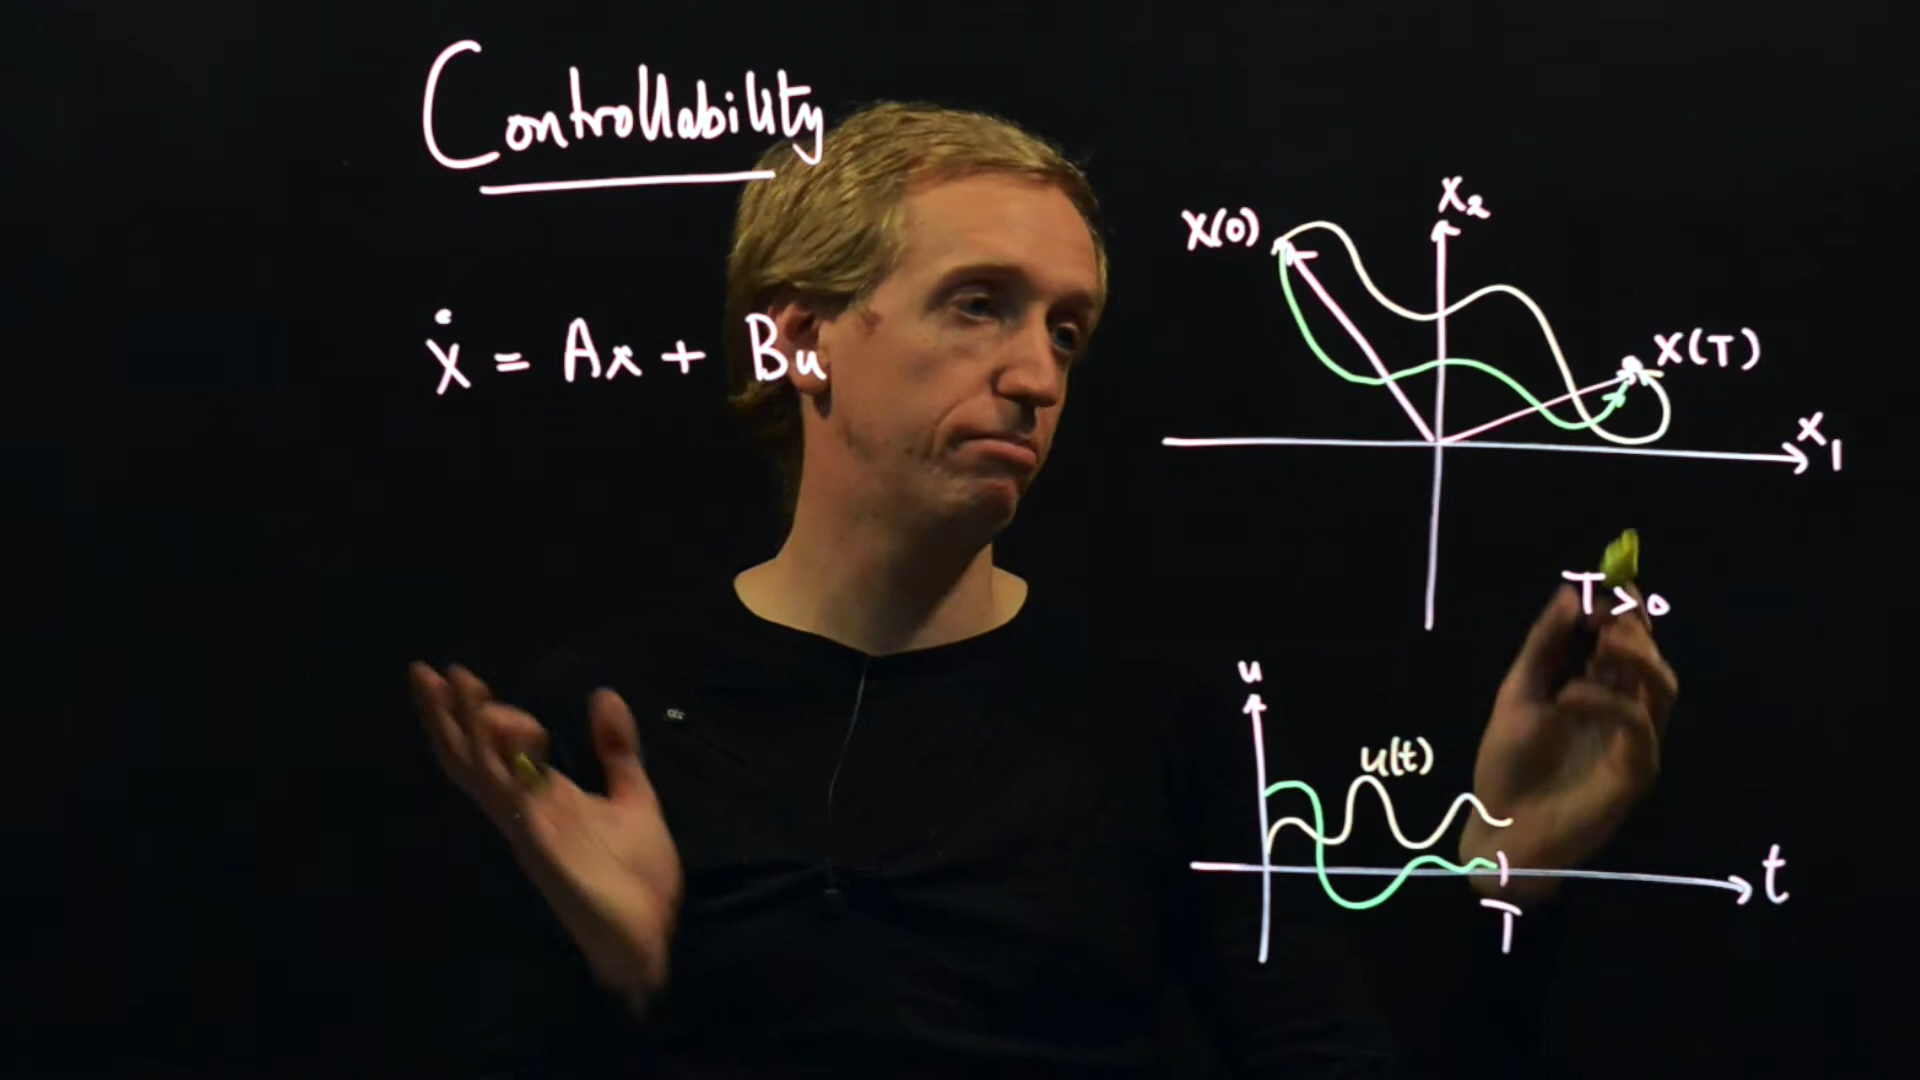 Controllability
ẋ = Ax + Bu
x₂
x(0)
x(T)
x₁
T > 0
u
u(t)
t
T